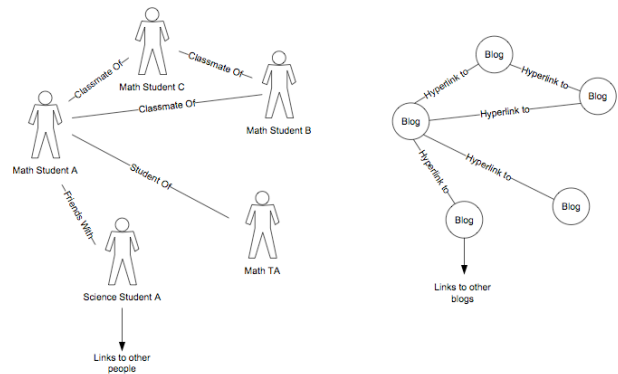 Classmate Of
Math Student C
Classmate Of
Classmate Of
Math Student B
Math Student A
Student Of
Friends With
Math TA
Science Student A
Links to other
people
Blog
Hyperlink to
Hyperlink to
Blog
Hyperlink to
Blog
Hyperlink to
Hyperlink to
Blog
Blog
Links to other
blogs